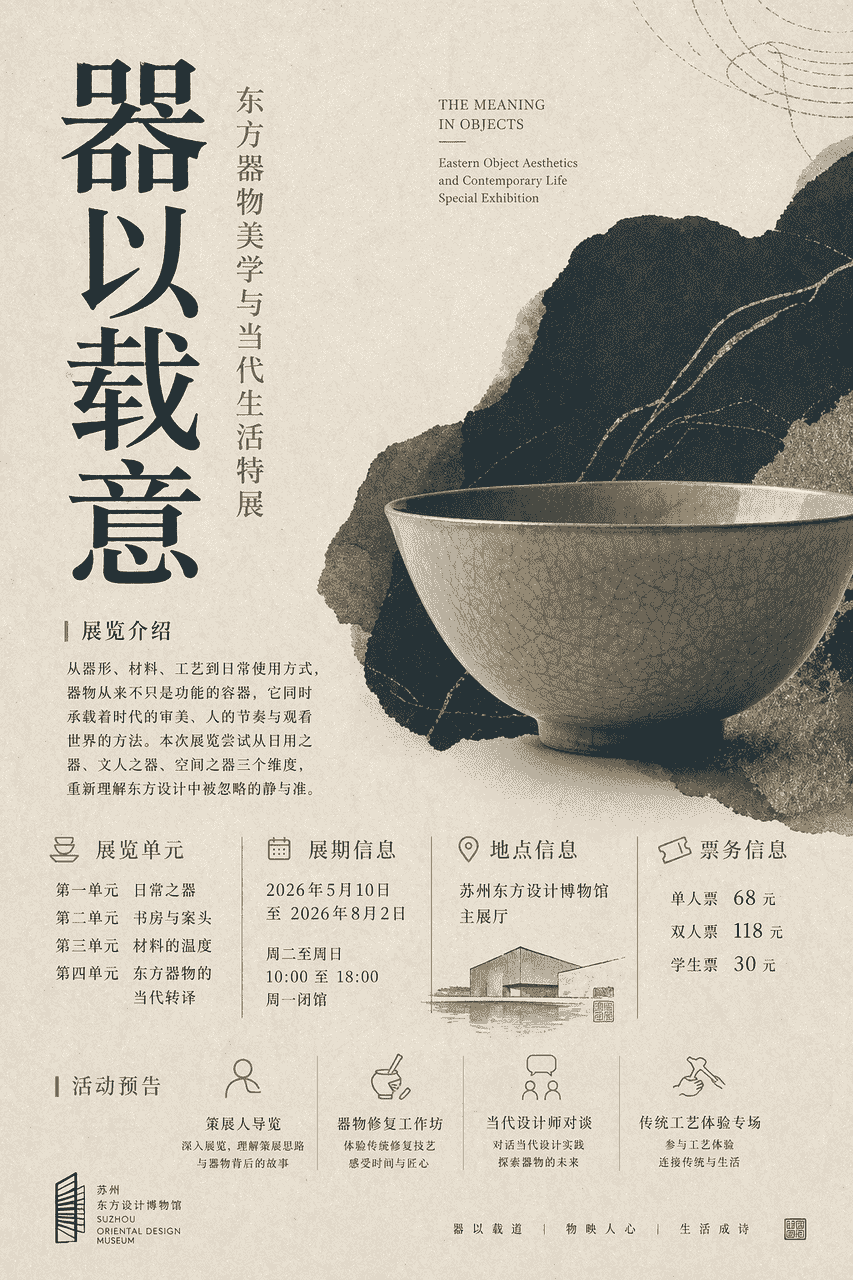 器以载意
东方器物美学与当代生活特展
THE MEANING
IN OBJECTS
Eastern Object Aesthetics
and Contemporary Life
Special Exhibition
展览介绍
从器形、材料、工艺到日常使用方式，
器物从来不只是功能的容器，它同时
承载着时代的审美、人的节奏与观看
世界的方法。本次展览尝试从日用之
器、文人之器、空间之器三个维度，
重新理解东方设计中被忽略的静与准。
展览单元
第一单元 日常之器
第二单元 书房与案头
第三单元 材料的温度
第四单元 东方器物的
当代转译
展期信息
2026年5月10日
至 2026年8月2日
周二至周日
10:00 至 18:00
周一闭馆
地点信息
苏州东方设计博物馆
主展厅
票务信息
单人票 68 元
双人票 118 元
学生票 30 元
活动预告
策展人导览
深入展览，理解策展思路
与器物背后的故事
器物修复工作坊
体验传统修复技艺
感受时间与匠心
当代设计师对谈
对话当代设计实践
探索器物的未来
传统工艺体验专场
参与工艺体验
连接传统与生活
苏州
东方设计博物馆
SUZHOU
ORIENTAL DESIGN
MUSEUM
器以载道 | 物映人心 | 生活成诗